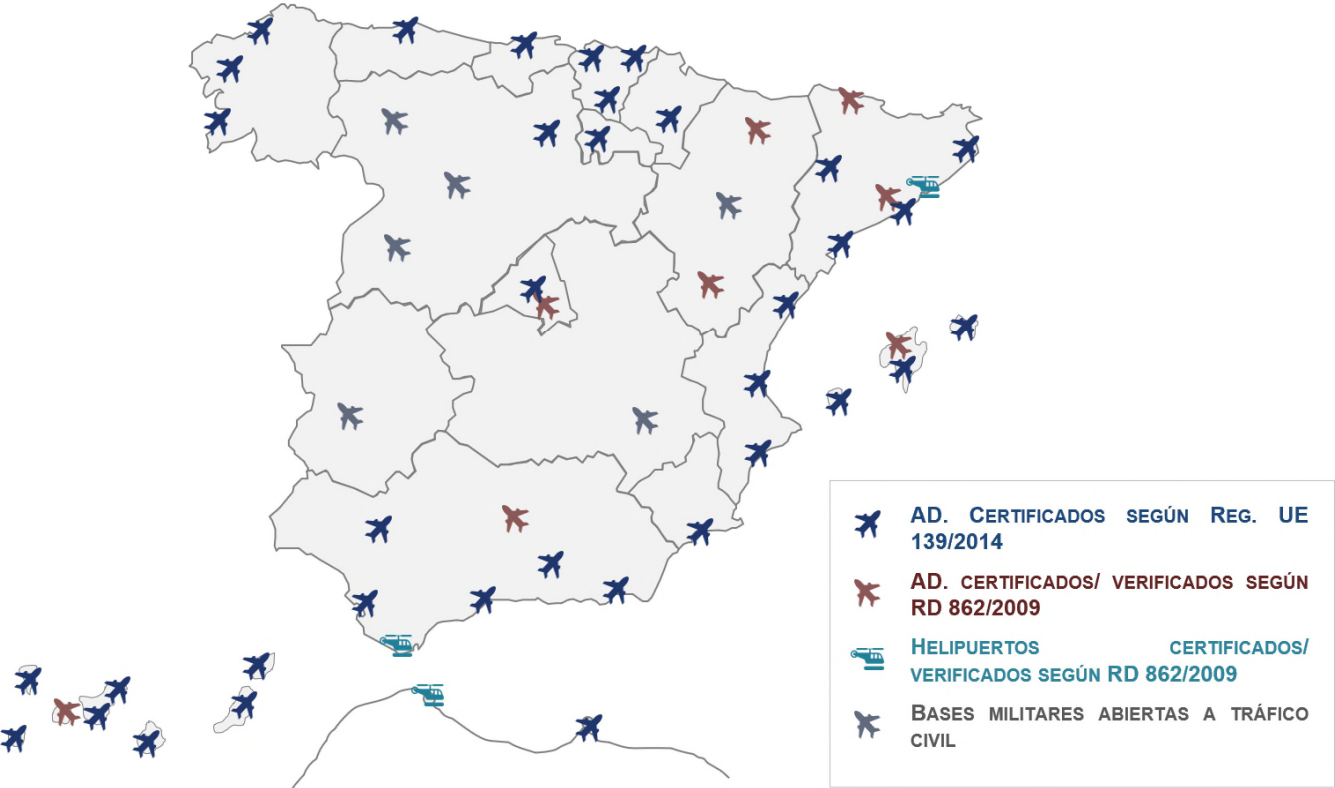 AD. CERTIFICADOS SEGÚN REG. UE
139/2014
AD. CERTIFICADOS/ VERIFICADOS SEGÚN
RD 862/2009
HELIPUERTOS CERTIFICADOS/
VERIFICADOS SEGÚN RD 862/2009
BASES MILITARES ABIERTAS A TRÁFICO
CIVIL